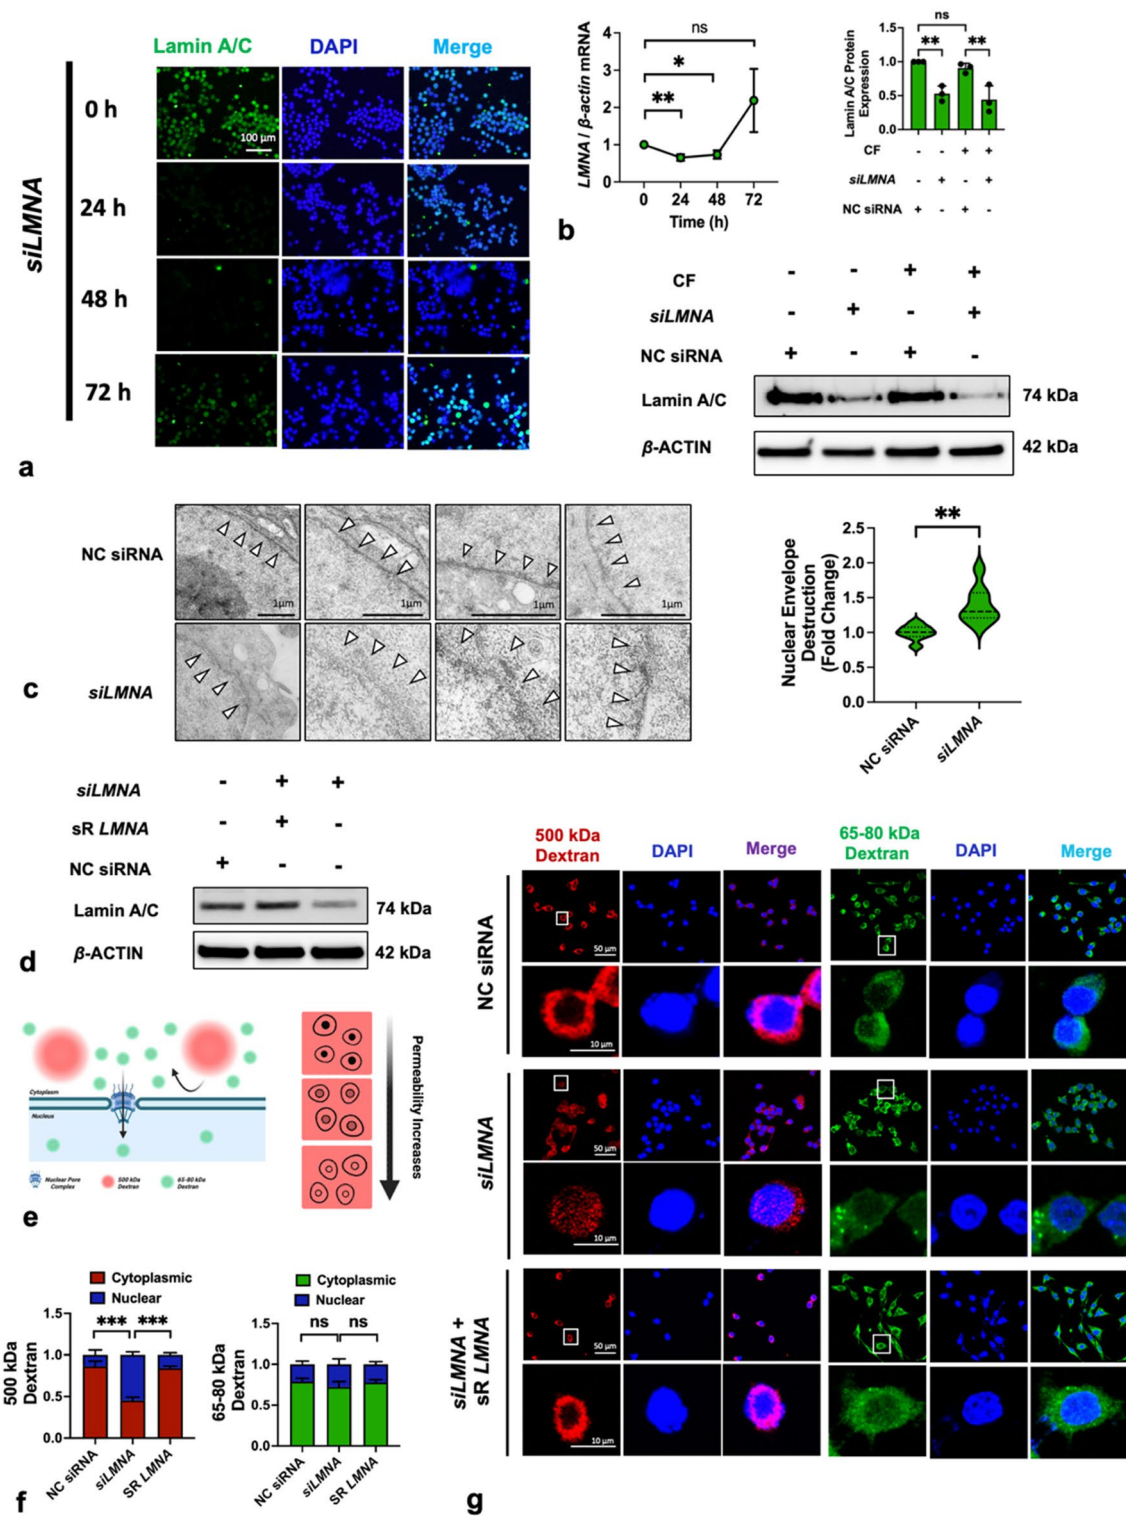 Lamin A/C DAPI Merge
siLMNA
0 h
100 µm
24 h
48 h
72 h
a
LMNA / β-actin mRNA
4
3
2
1
0
ns
*
**
0 24 48 72
Time (h)
Lamin A/C Protein
Expression
1.5
1.0
0.5
0.0
ns
** **
CF - - + +
siLMNA - + - +
NC siRNA + - + -
b
CF - - + +
siLMNA - + - +
NC siRNA + - + -
Lamin A/C 74 kDa
β-ACTIN 42 kDa
NC siRNA
1µm 1µm 1µm 1µm
siLMNA
c
Nuclear Envelope
Destruction
(Fold Change)
2.5
2.0
1.5
1.0
0.5
0.0
**
NC siRNA siLMNA
siLMNA - + +
sR LMNA - + -
NC siRNA + - -
Lamin A/C 74 kDa
β-ACTIN 42 kDa
d
Cytoplasm
Nucleus
Nuclear Pore
Complex
500 kDa
Dextran
65-80 kDa
Dextran
Permeability Increases
e
Cytoplasmic
Nuclear
500 kDa
Dextran
1.5
1.0
0.5
0.0
*** ***
NC siRNA siLMNA SR LMNA
Cytoplasmic
Nuclear
65-80 kDa
Dextran
1.5
1.0
0.5
0.0
ns ns
NC siRNA siLMNA SR LMNA
f
500 kDa
Dextran
DAPI
Merge
65-80 kDa
Dextran
DAPI
Merge
NC siRNA
50 µm
10 µm
siLMNA
50 µm
10 µm
siLMNA +
sR LMNA
50 µm
10 µm
g